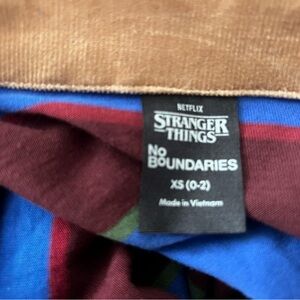 NETFLIX
STRANGER
THINGS
No
BOUNDARIES
XS (0-2)
Made in Vietnam